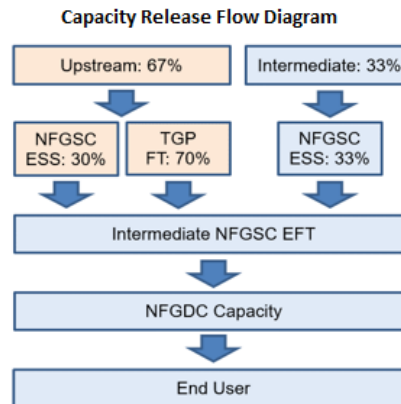 Capacity Release Flow Diagram
Upstream: 67%
Intermediate: 33%
NFGSC
ESS: 30%
TGP
FT: 70%
NFGSC
ESS: 33%
Intermediate NFGSC EFT
NFGDC Capacity
End User